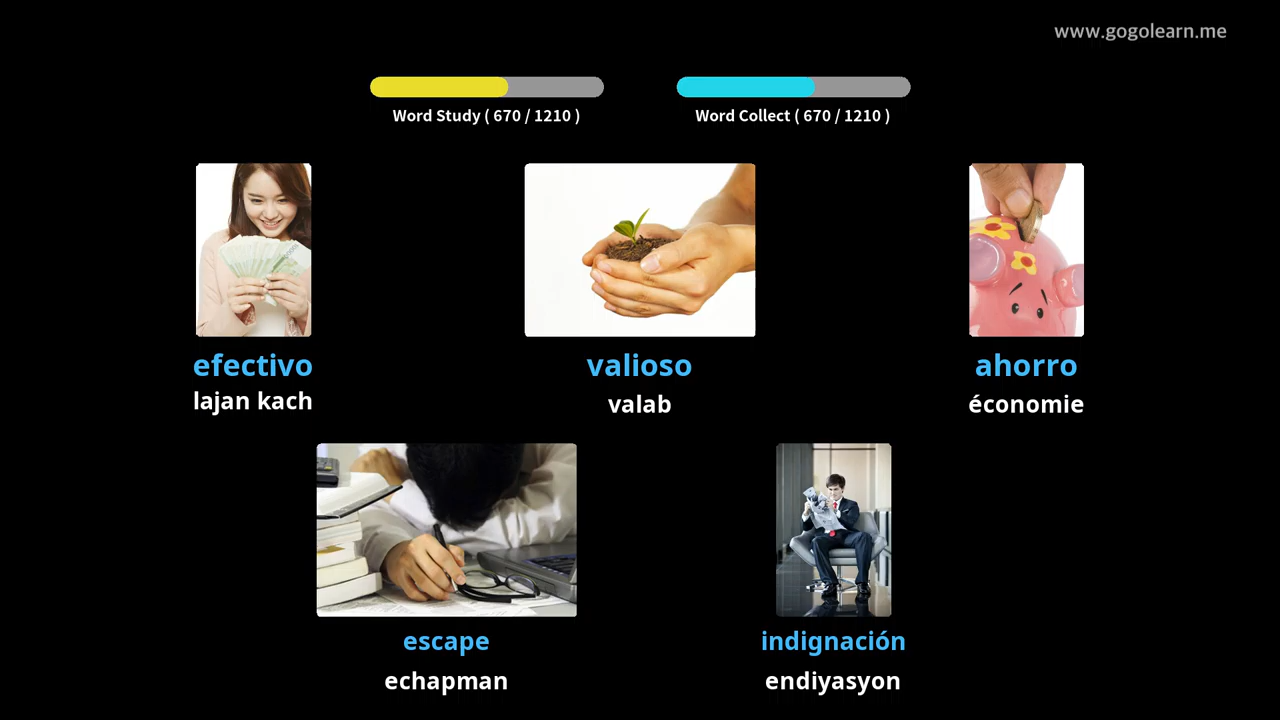 www.gogolearn.me
Word Study ( 670 / 1210 )
Word Collect ( 670 / 1210 )
efectivo
lajan kach
valioso
valab
ahorro
économie
escape
echapman
indignación
endiyasyon